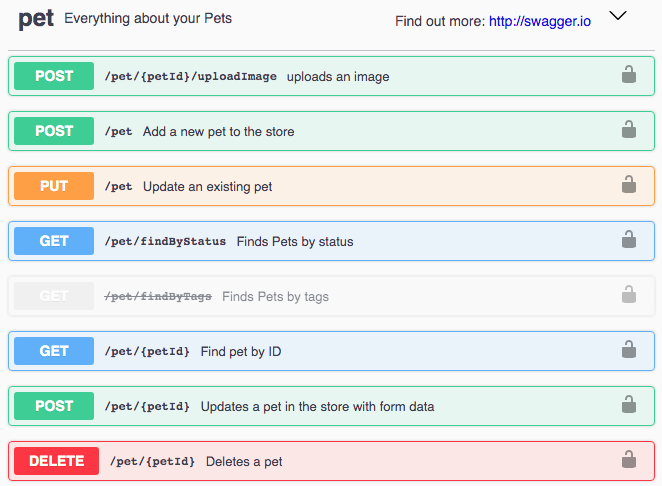 pet Everything about your Pets Find out more: http://swagger.io
POST /pet/{petId}/uploadImage uploads an image
POST /pet Add a new pet to the store
PUT /pet Update an existing pet
GET /pet/findByStatus Finds Pets by status
GET /pet/findByTags Finds Pets by tags
GET /pet/{petId} Find pet by ID
POST /pet/{petId} Updates a pet in the store with form data
DELETE /pet/{petId} Deletes a pet